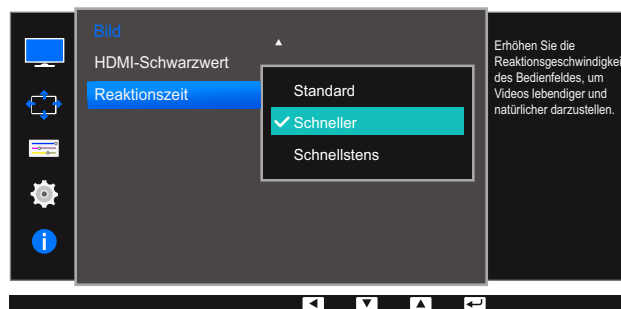 Bild
HDMI-Schwarzwert
Reaktionszeit
Standard
Schneller
Schnellstens
Erhöhen Sie die
Reaktionsgeschwindigkei
des Bedienfeldes, um
Videos lebendiger und
natürlicher darzustellen.